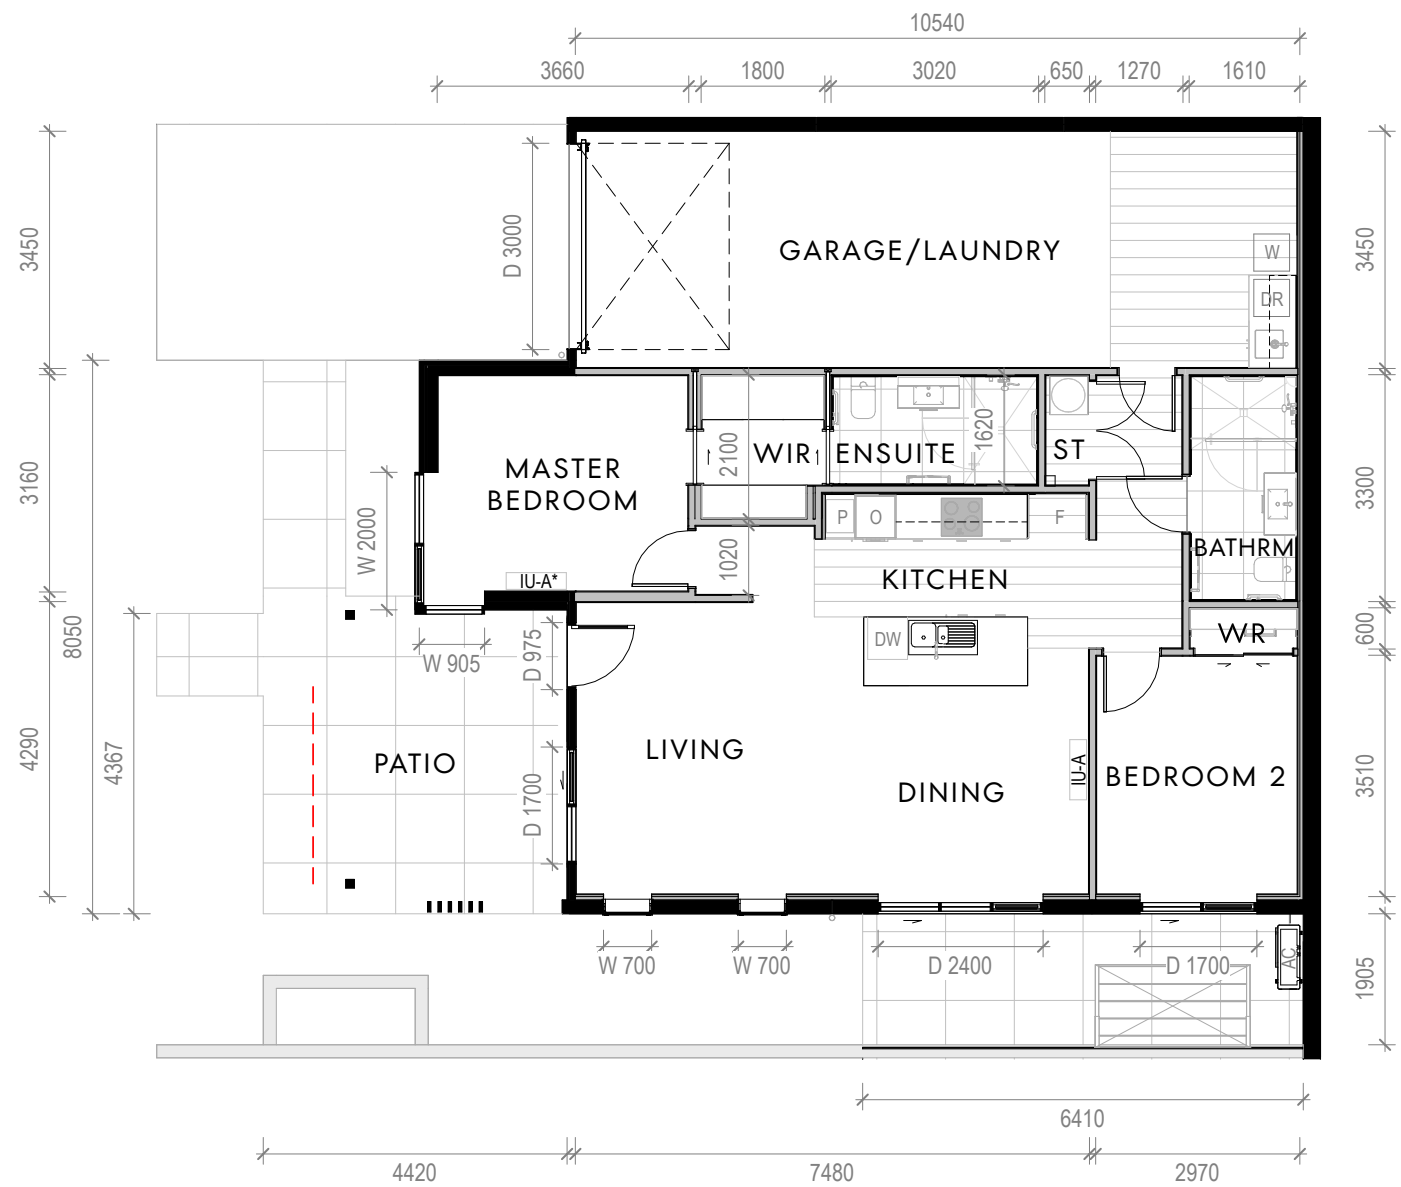 10540
3660
1800
3020
650
1270
1610
3450
D 3000
GARAGE/LAUNDRY
W
DR
3450
8050
3160
W 2000
MASTER
BEDROOM
IU-A*
2100
WIR
ENSUITE
1620
ST
3300
1020
P
O
F
KITCHEN
BATHRM
W 905
D 975
DW
WR
600
4290
4367
PATIO
D 1700
LIVING
DINING
IU-A
BEDROOM 2
3510
W 700
W 700
D 2400
D 1700
AC
1905
6410
4420
7480
2970